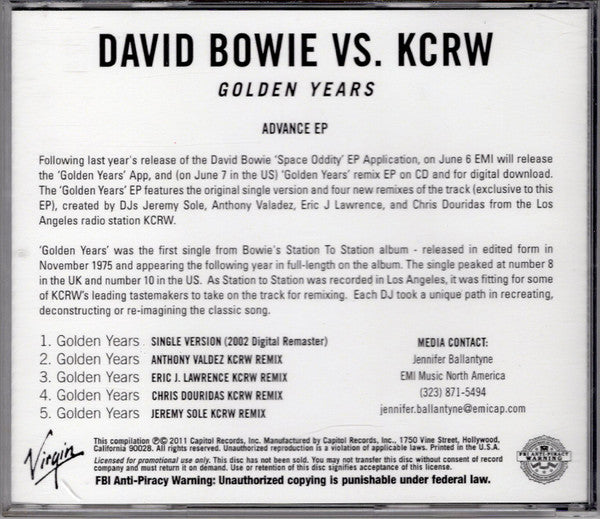 DAVID BOWIE VS. KCRW
GOLDEN YEARS
ADVANCE EP
Following last year's release of the David Bowie 'Space Oddity' EP Application, on June 6 EMI will release
the 'Golden Years' App, and (on June 7 in the US) 'Golden Years' remix EP on CD and for digital download.
The 'Golden Years' EP features the original single version and four new remixes of the track (exclusive to this
EP), created by DJs Jeremy Sole, Anthony Valadez, Eric J Lawrence, and Chris Douridas from the Los
Angeles radio station KCRW.
'Golden Years' was the first single from Bowie's Station To Station album - released in edited form in
November 1975 and appearing the following year in full-length on the album. The single peaked at number 8
in the UK and number 10 in the US. As Station to Station was recorded in Los Angeles, it was fitting for some
of KCRW's leading tastemakers to take on the track for remixing. Each DJ took a unique path in recreating,
deconstructing or re-imagining the classic song.
1. Golden Years SINGLE VERSION (2002 Digital Remaster)
2. Golden Years ANTHONY VALDEZ KCRW REMIX
3. Golden Years ERIC J. LAWRENCE KCRW REMIX
4. Golden Years CHRIS DOURIDAS KCRW REMIX
5. Golden Years JEREMY SOLE KCRW REMIX
MEDIA CONTACT:
Jennifer Ballantyne
EMI Music North America
(323) 871-5494
jennifer.ballantyne@emicap.com
Virgin
This compilation ℗© 2011 Capitol Records, Inc. Manufactured by Capitol Records, Inc., 1750 Vine Street, Hollywood,
California 90028. All rights reserved. Unauthorized reproduction is a violation of applicable laws. Printed in the U.S.A.
Licensed for promotional use only. This disc has not been sold. You may not transfer this disc without consent of record
company and must return it on demand. Use or retention of this disc signifies acceptance of this license.
FBI Anti-Piracy Warning: Unauthorized copying is punishable under federal law.
FBI ANTI-PIRACY
WARNING